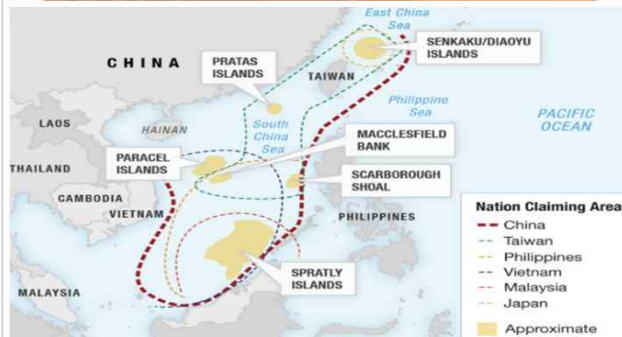 East China
Sea
SENKAKU/DIAOYU
ISLANDS
CHINA
PRATAS
ISLANDS
TAIWAN
Philippine
Sea
PACIFIC
OCEAN
LAOS
HAINAN
South
China
Sea
MACCLESFIELD
BANK
PARACEL
ISLANDS
THAILAND
SCARBOROUGH
SHOAL
CAMBODIA
VIETNAM
PHILIPPINES
SPRATLY
ISLANDS
MALAYSIA
Nation Claiming Area
China
Taiwan
Philippines
Vietnam
Malaysia
Japan
Approximate